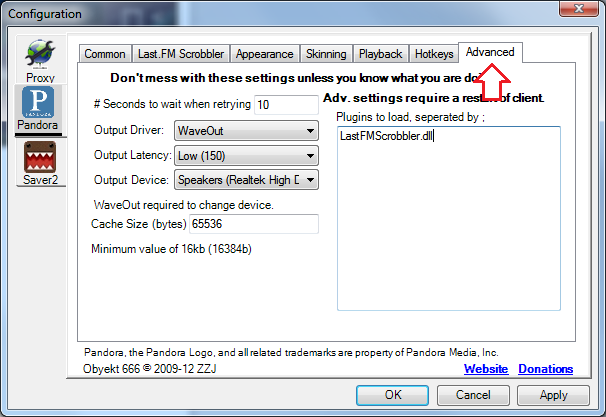 Configuration
Proxy
PANDORA
Pandora
Saver2
Common Last.FM Scrobbler Appearance Skinning Playback Hotkeys Advanced
Don't mess with these settings unless you know what you are
Adv. settings require a of client.
# Seconds to wait when retrying 10
Plugins to load, seperated by ;
LastFMScrobbler.dll
Output Driver: WaveOut
Output Latency: Low (150)
Output Device: Speakers (Realtek High D
WaveOut required to change device.
Cache Size (bytes) 65536
Minimum value of 16kb (16384b)
Pandora, the Pandora Logo, and all related trademarks are property of Pandora Media, Inc.
Obyekt 666 © 2009-12 ZZJ
Website Donations
OK Cancel Apply